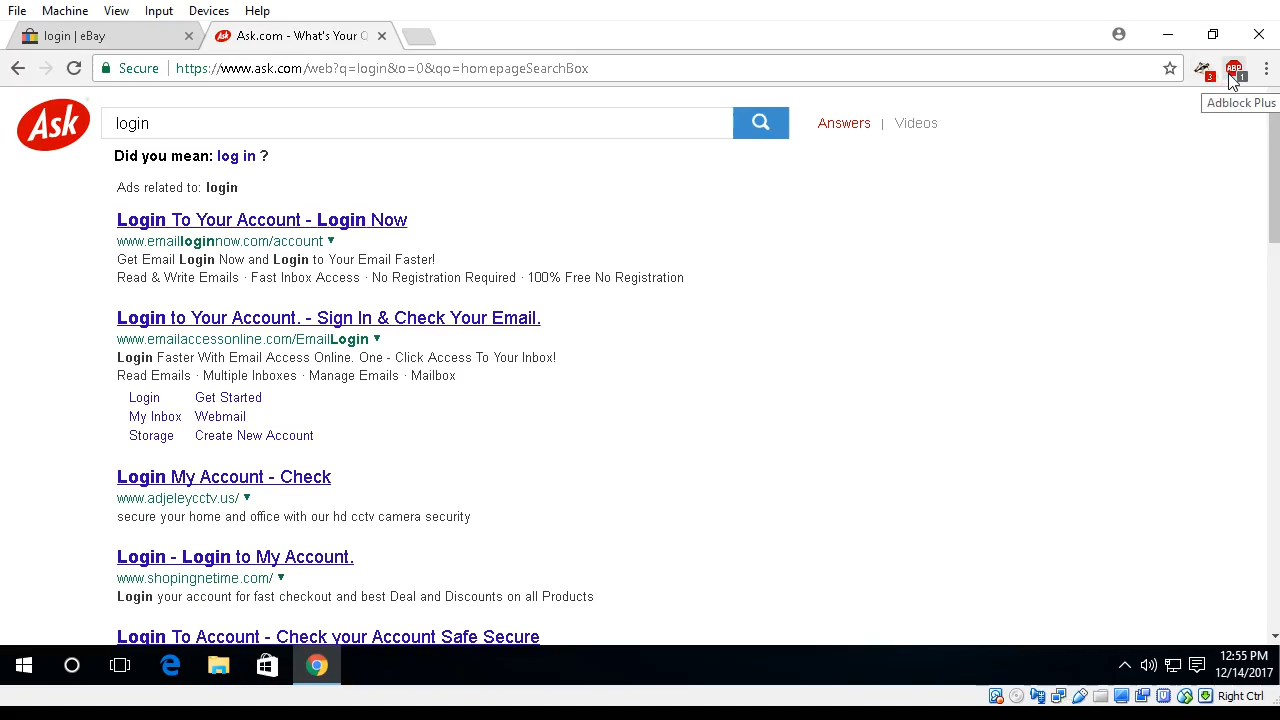 File Machine View Input Devices Help
login | eBay
Ask.com - What's Your Q
Secure https://www.ask.com/web?q=login&o=0&qo=homepageSearchBox
3
ABP
1
Adblock Plus
Ask
login
Answers | Videos
Did you mean: log in ?
Ads related to: login
Login To Your Account - Login Now
www.emailloginnow.com/account
Get Email Login Now and Login to Your Email Faster!
Read & Write Emails · Fast Inbox Access · No Registration Required · 100% Free No Registration
Login to Your Account. - Sign In & Check Your Email.
www.emailaccessonline.com/EmailLogin
Login Faster With Email Access Online. One - Click Access To Your Inbox!
Read Emails · Multiple Inboxes · Manage Emails · Mailbox
Login Get Started
My Inbox Webmail
Storage Create New Account
Login My Account - Check
www.adjeleycctv.us/
secure your home and office with our hd cctv camera security
Login - Login to My Account.
www.shopingnetime.com/
Login your account for fast checkout and best Deal and Discounts on all Products
Login To Account - Check your Account Safe Secure
12:55 PM
12/14/2017
Right Ctrl